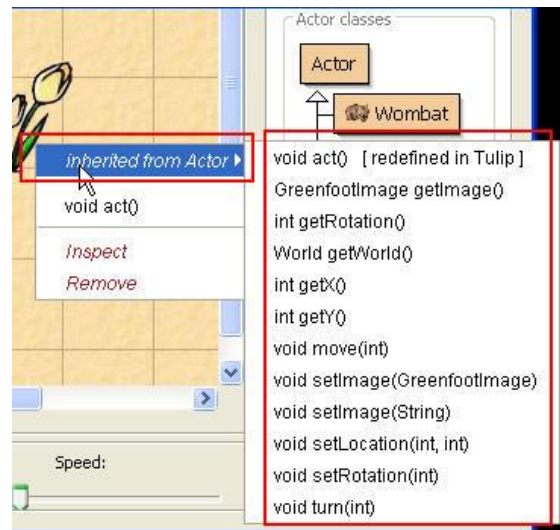 Actor classes
Actor
Wombat
inherited from Actor
void act()
Inspect
Remove
void act() [ redefined in Tulip ]
GreenfootImage getImage()
int getRotation()
World getWorld()
int getX()
int getY()
void move(int)
void setImage(GreenfootImage)
void setImage(String)
void setLocation(int, int)
void setRotation(int)
void turn(int)
Speed: